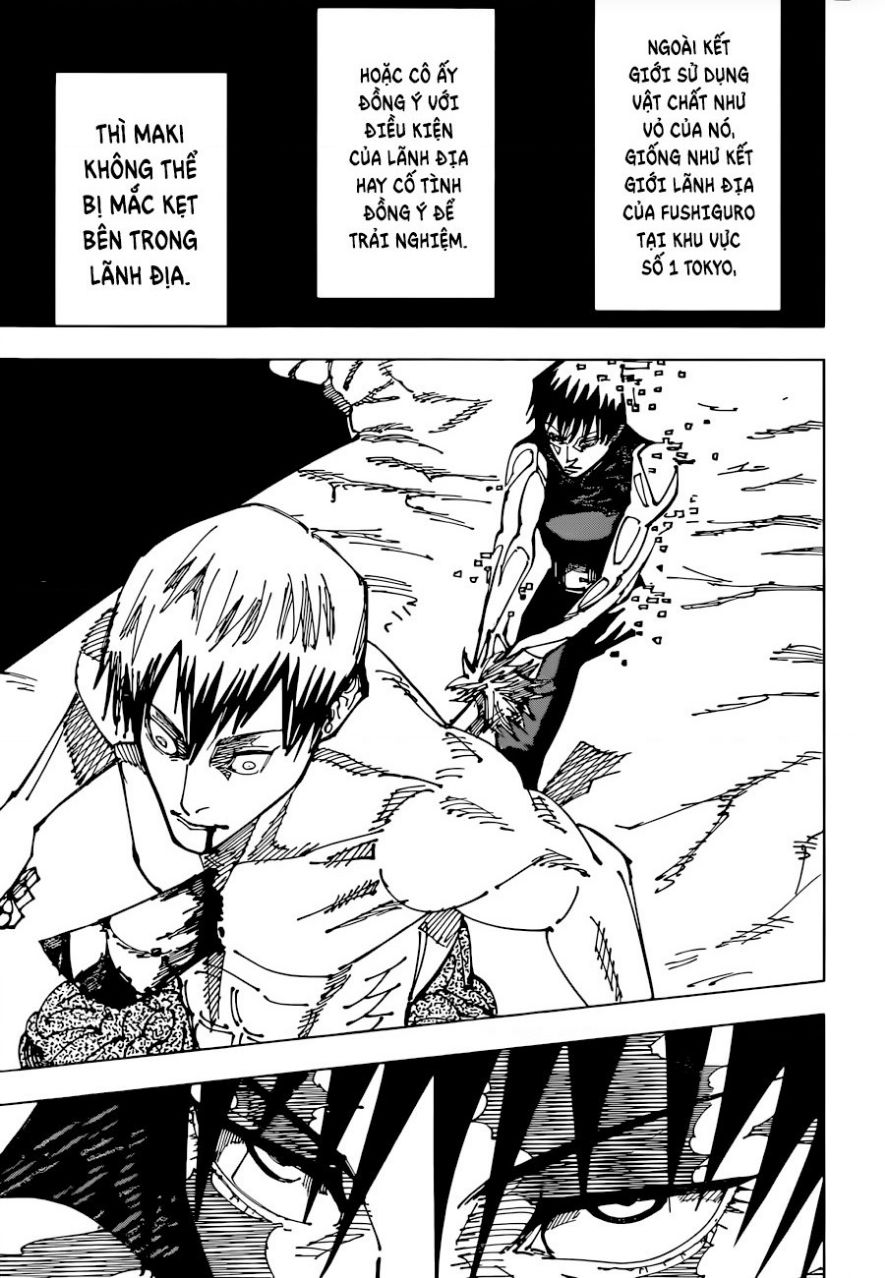 NGOÀI KẾT
GIỚI SỬ DỤNG
VẬT CHẤT NHƯ
VỎ CỦA NÓ,
GIỐNG NHƯ KẾT
GIỚI LÃNH ĐỊA
CỦA FUSHIGURO
TẠI KHU VỰC
SỐ 1 TOKYO,
HOẶC CÔ ẤY
ĐỒNG Ý VỚI
ĐIỀU KIỆN
CỦA LÃNH ĐỊA
HAY CỐ TÌNH
ĐỒNG Ý ĐỂ
TRẢI NGHIỆM.
THÌ MAKI
KHÔNG THỂ
BỊ MẮC KẸT
BÊN TRONG
LÃNH ĐỊA.